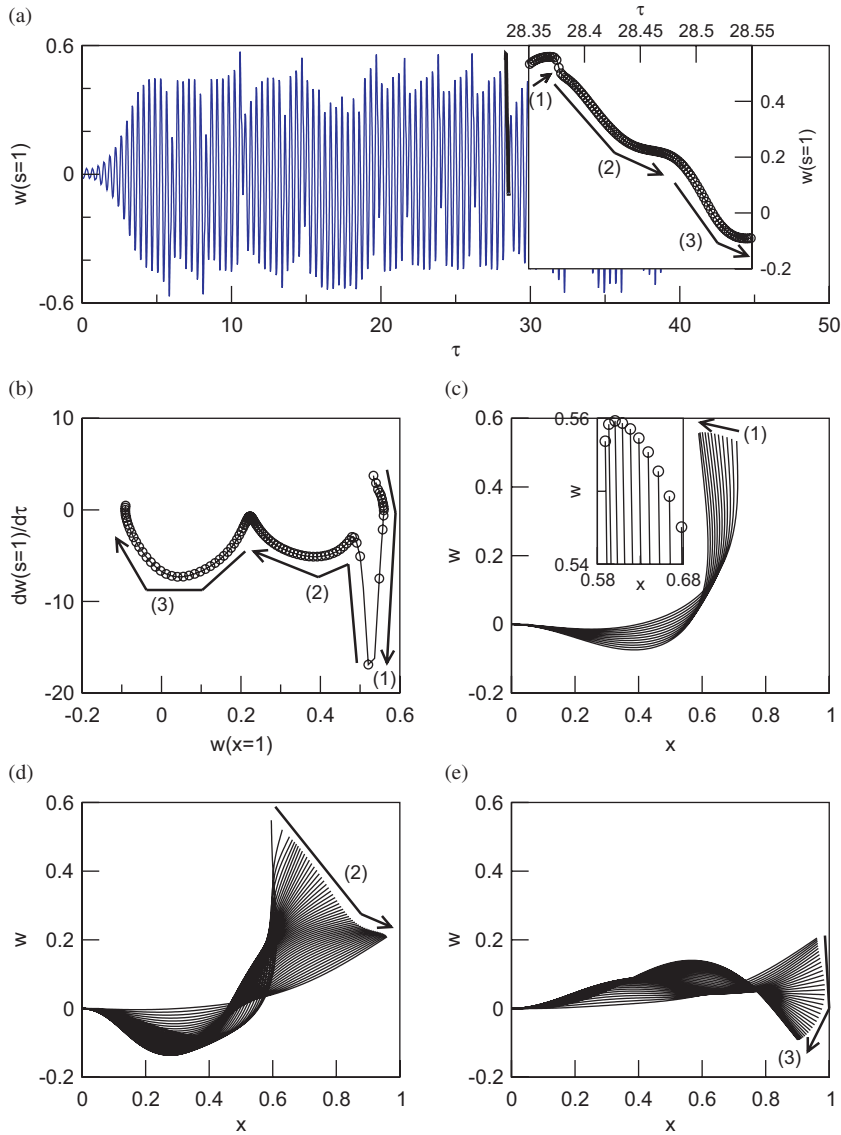 (a)
τ
28.35 28.4 28.45 28.5 28.55
0.6
0
-0.6
w(s=1)
0.4
0.2
0
-0.2
w(s=1)
(1)
(2)
(3)
0 10 20 30 40 50
τ
(b)
10
0
-10
-20
dw(s=1)/dτ
(3)
(2)
(1)
-0.2 0 0.2 0.4 0.6
w(x=1)
(c)
0.6
0.4
0.2
0
-0.2
w
(1)
0.56
w
0.54
0.58 0.68
x
0 0.2 0.4 0.6 0.8 1
x
(d)
0.6
0.4
0.2
0
-0.2
w
(2)
0 0.2 0.4 0.6 0.8 1
x
(e)
0.6
0.4
0.2
0
-0.2
w
(3)
0 0.2 0.4 0.6 0.8 1
x